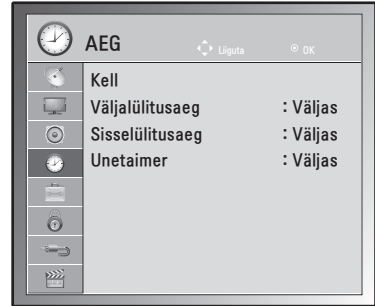 AEG
Liiguta
OK
Kell
Väljalülitusaeg : Väljas
Sisselülitusaeg : Väljas
Unetaimer : Väljas